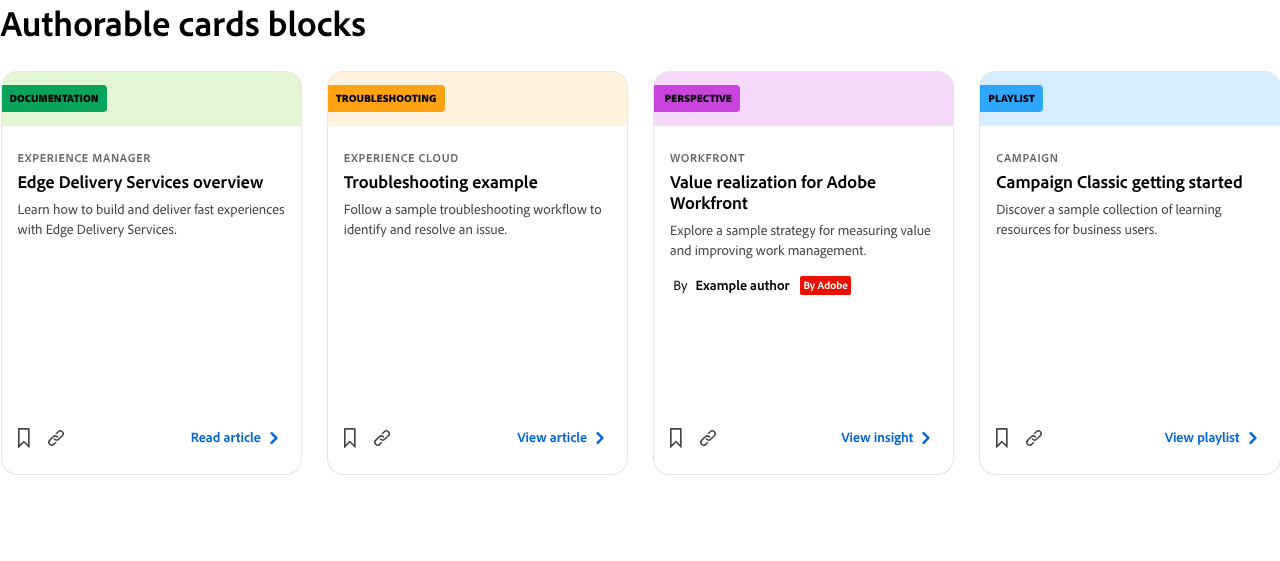 Authorable cards blocks
DOCUMENTATION
EXPERIENCE MANAGER
Edge Delivery Services overview
Learn how to build and deliver fast experiences
with Edge Delivery Services.
Read article
TROUBLESHOOTING
EXPERIENCE CLOUD
Troubleshooting example
Follow a sample troubleshooting workflow to
identify and resolve an issue.
View article
PERSPECTIVE
WORKFRONT
Value realization for Adobe
Workfront
Explore a sample strategy for measuring value
and improving work management.
By Example author By Adobe
View insight
PLAYLIST
CAMPAIGN
Campaign Classic getting started
Discover a sample collection of learning
resources for business users.
View playlist